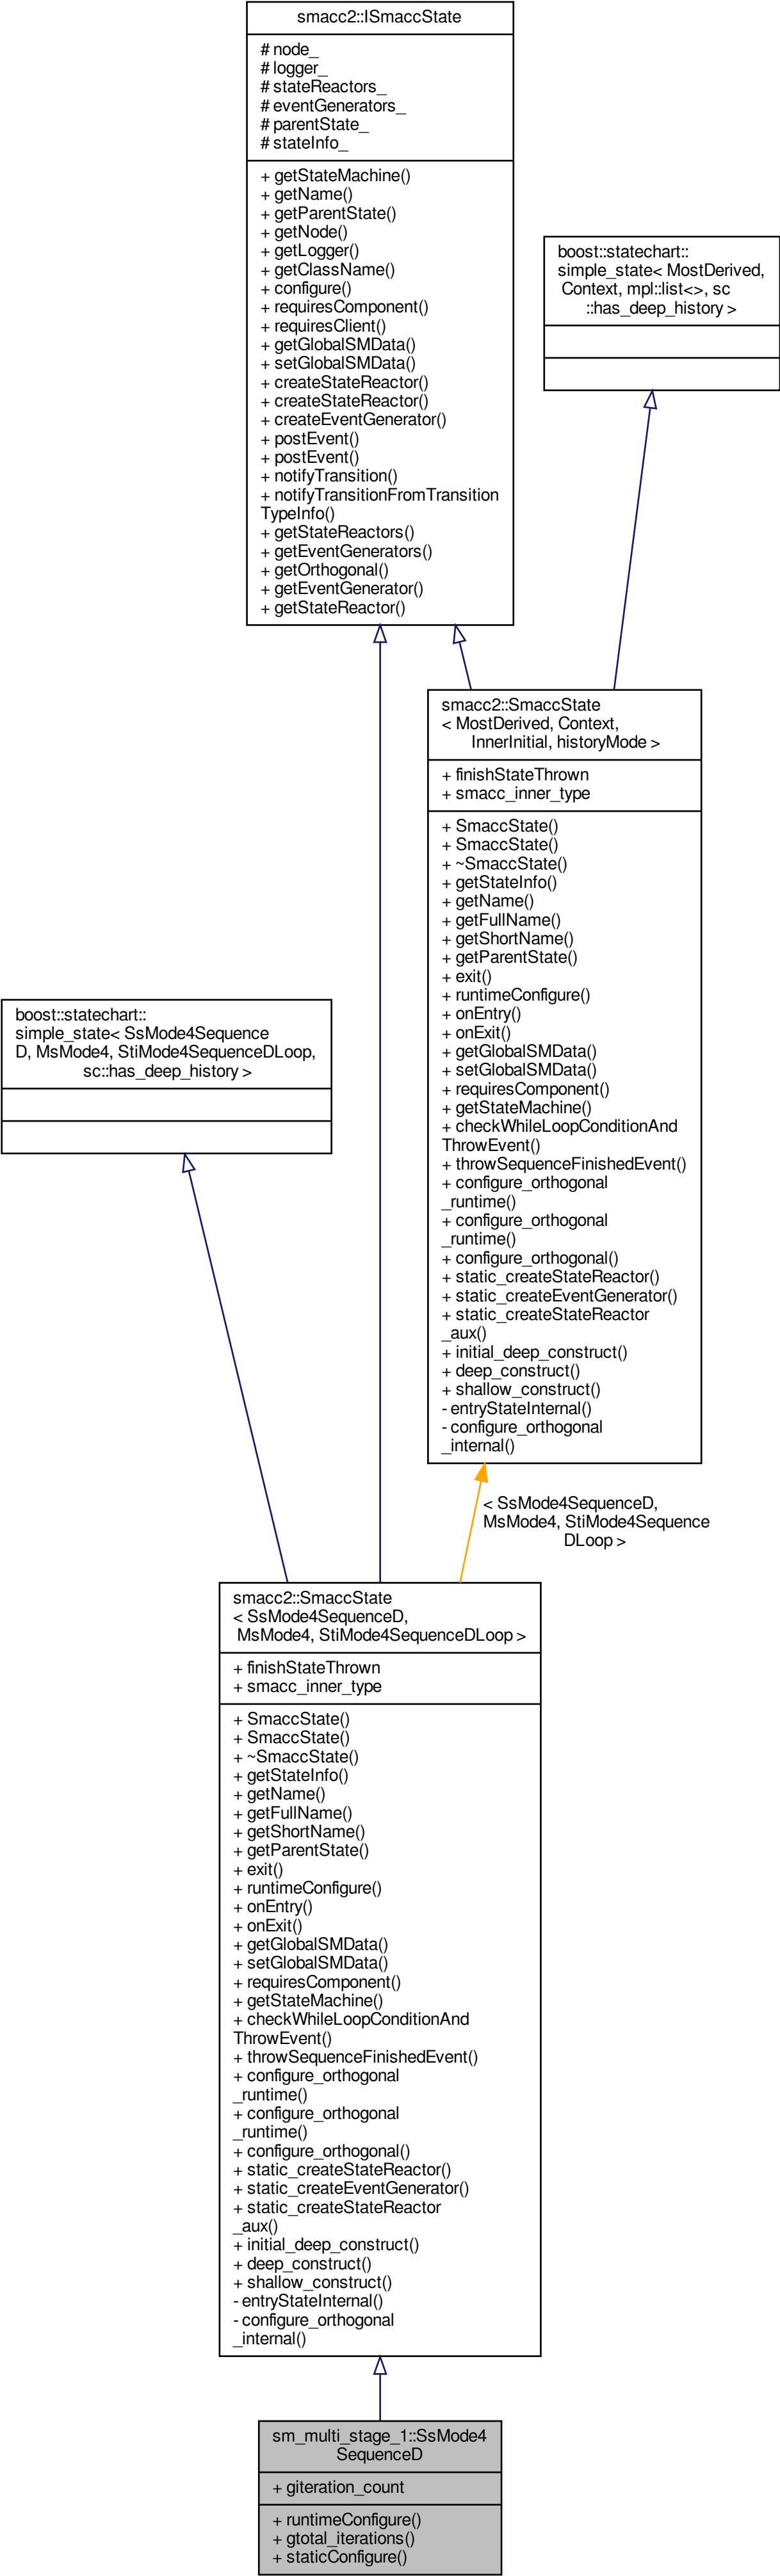 smacc2::ISmaccState
# node_
# logger_
# stateReactors_
# eventGenerators_
# parentState_
# stateInfo_
+ getStateMachine()
+ getName()
+ getParentState()
+ getNode()
+ getLogger()
+ getClassName()
+ configure()
+ requiresComponent()
+ requiresClient()
+ getGlobalSMData()
+ setGlobalSMData()
+ createStateReactor()
+ createStateReactor()
+ createEventGenerator()
+ postEvent()
+ postEvent()
+ notifyTransition()
+ notifyTransitionFromTransition
TypeInfo()
+ getStateReactors()
+ getEventGenerators()
+ getOrthogonal()
+ getEventGenerator()
+ getStateReactor()
boost::statechart::
simple_state< MostDerived,
Context, mpl::list<>, sc
::has_deep_history >
smacc2::SmaccState
< MostDerived, Context,
InnerInitial, historyMode >
+ finishStateThrown
+ smacc_inner_type
+ SmaccState()
+ SmaccState()
+ ~SmaccState()
+ getStateInfo()
+ getName()
+ getFullName()
+ getShortName()
+ getParentState()
+ exit()
+ runtimeConfigure()
+ onEntry()
+ onExit()
+ getGlobalSMData()
+ setGlobalSMData()
+ requiresComponent()
+ getStateMachine()
+ checkWhileLoopConditionAnd
ThrowEvent()
+ throwSequenceFinishedEvent()
+ configure_orthogonal
_runtime()
+ configure_orthogonal
_runtime()
+ configure_orthogonal()
+ static_createStateReactor()
+ static_createEventGenerator()
+ static_createStateReactor
_aux()
+ initial_deep_construct()
+ deep_construct()
+ shallow_construct()
- entryStateInternal()
- configure_orthogonal
_internal()
boost::statechart::
simple_state< SsMode4Sequence
D, MsMode4, StiMode4SequenceDLoop,
sc::has_deep_history >
< SsMode4SequenceD,
MsMode4, StiMode4Sequence
DLoop >
smacc2::SmaccState
< SsMode4SequenceD,
MsMode4, StiMode4SequenceDLoop >
+ finishStateThrown
+ smacc_inner_type
+ SmaccState()
+ SmaccState()
+ ~SmaccState()
+ getStateInfo()
+ getName()
+ getFullName()
+ getShortName()
+ getParentState()
+ exit()
+ runtimeConfigure()
+ onEntry()
+ onExit()
+ getGlobalSMData()
+ setGlobalSMData()
+ requiresComponent()
+ getStateMachine()
+ checkWhileLoopConditionAnd
ThrowEvent()
+ throwSequenceFinishedEvent()
+ configure_orthogonal
_runtime()
+ configure_orthogonal
_runtime()
+ configure_orthogonal()
+ static_createStateReactor()
+ static_createEventGenerator()
+ static_createStateReactor
_aux()
+ initial_deep_construct()
+ deep_construct()
+ shallow_construct()
- entryStateInternal()
- configure_orthogonal
_internal()
sm_multi_stage_1::SsMode4
SequenceD
+ giteration_count
+ runtimeConfigure()
+ gtotal_iterations()
+ staticConfigure()